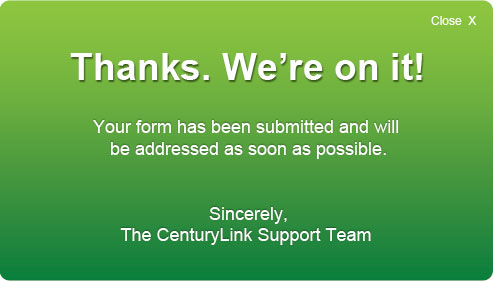 Close X
Thanks. We’re on it!
Your form has been submitted and will
be addressed as soon as possible.
Sincerely,
The CenturyLink Support Team